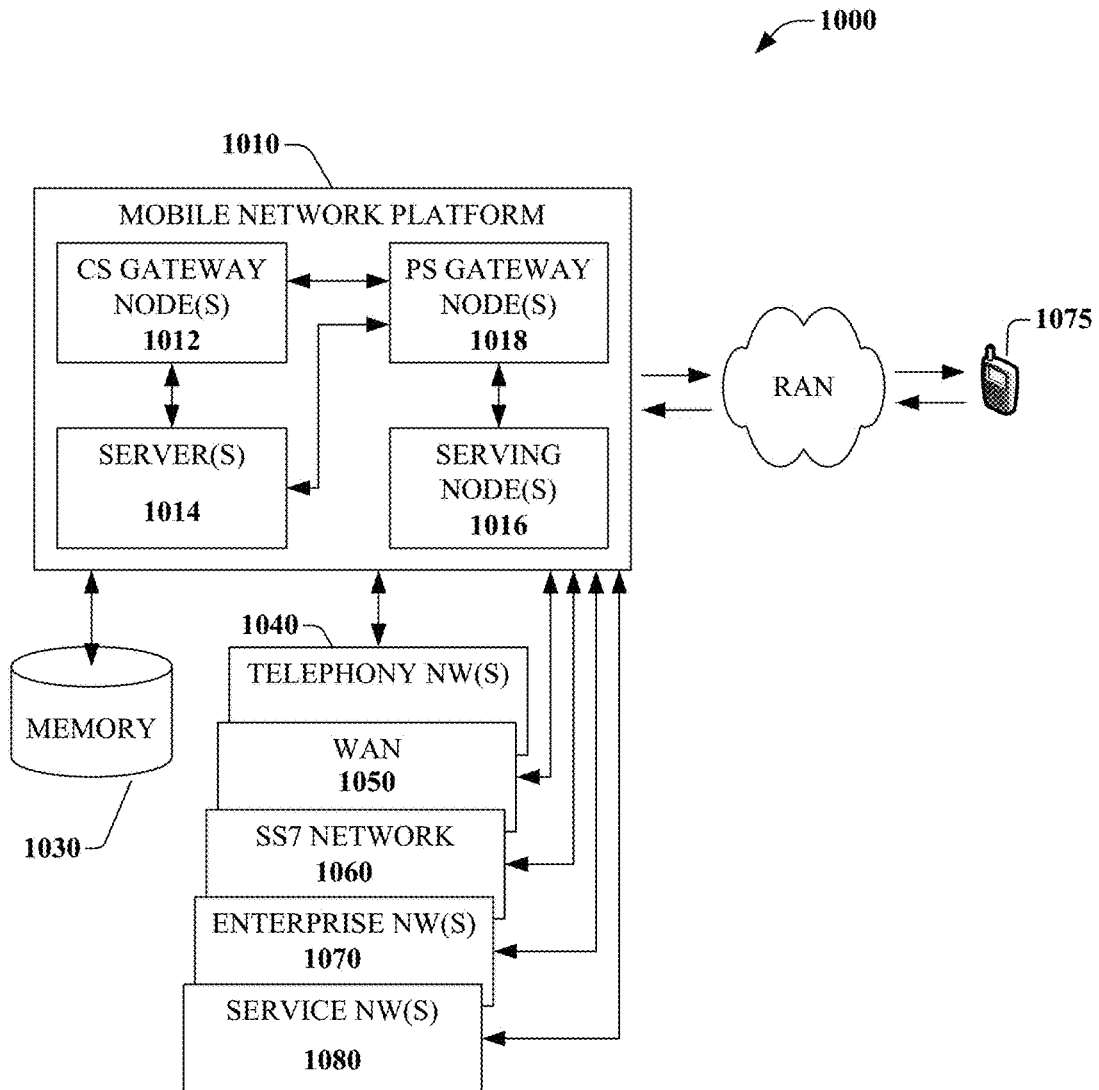 1000
1010
MOBILE NETWORK PLATFORM
CS GATEWAY
NODE(S)
1012
PS GATEWAY
NODE(S)
1018
SERVER(S)
1014
SERVING
NODE(S)
1016
RAN
1075
MEMORY
1030
1040
TELEPHONY NW(S)
WAN
1050
SS7 NETWORK
1060
ENTERPRISE NW(S)
1070
SERVICE NW(S)
1080